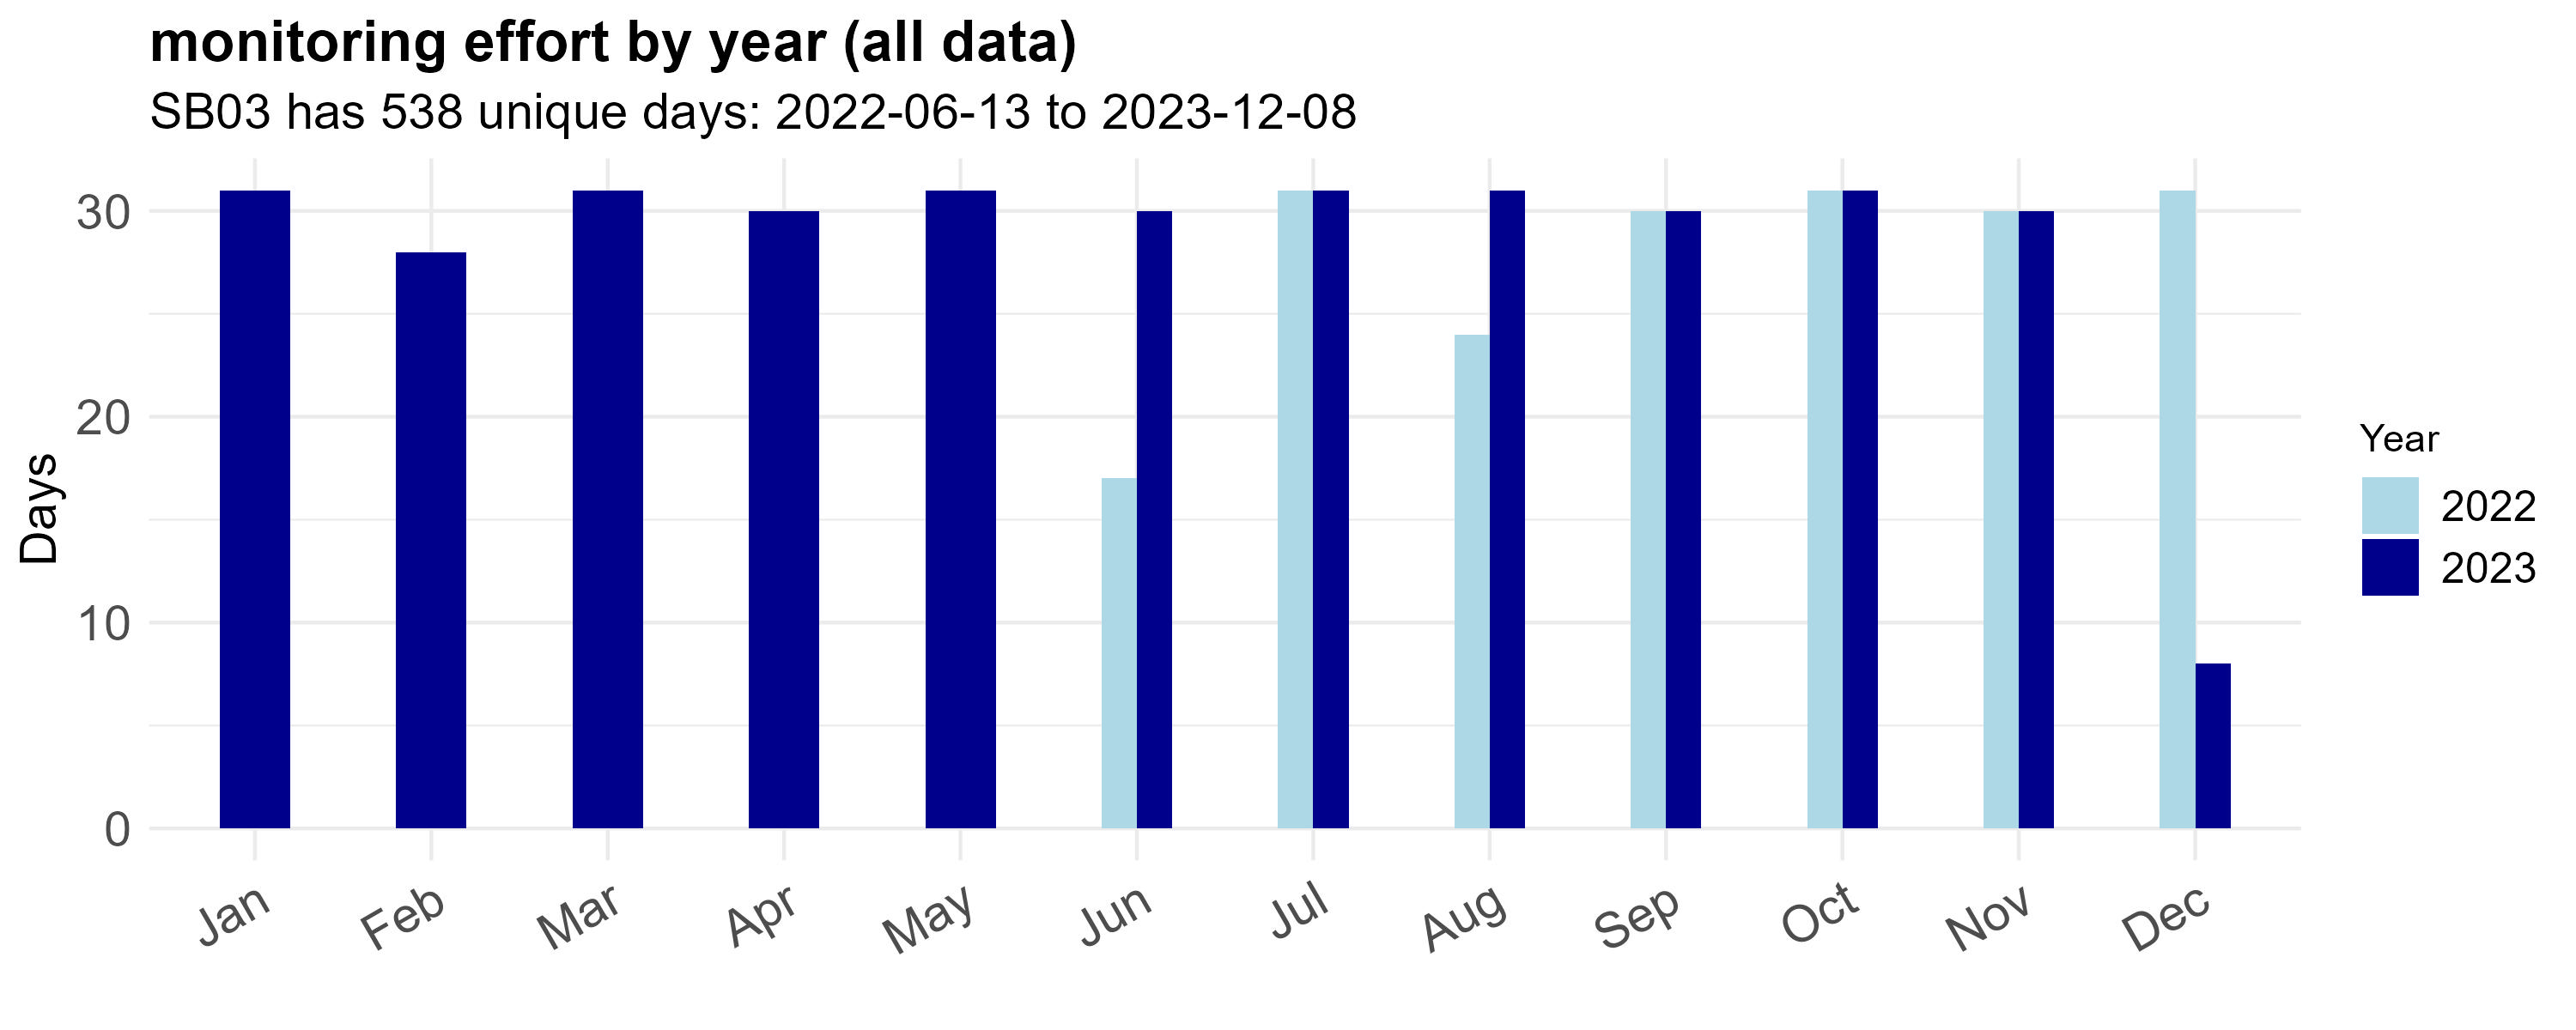 monitoring effort by year (all data)
SB03 has 538 unique days: 2022-06-13 to 2023-12-08
Days
30
20
10
0
Jan
Feb
Mar
Apr
May
Jun
Jul
Aug
Sep
Oct
Nov
Dec
Year
2022
2023